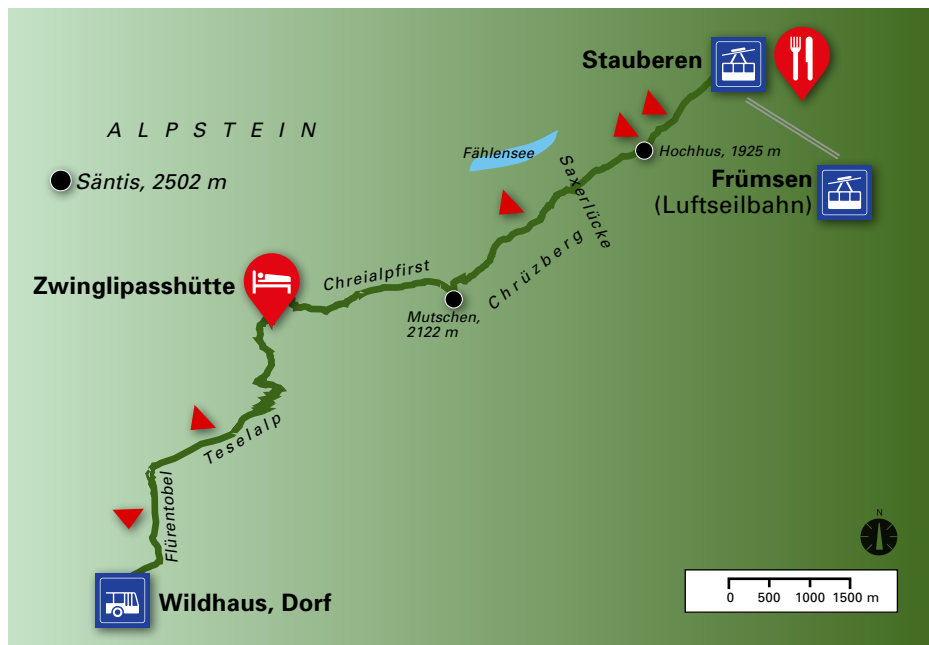 Stauberen
ALPSTEIN
Fählensee
Hochhus, 1925 m
Säntis, 2502 m
Saxerlücke
Frümsen
(Luftseilbahn)
Zwinglipasshütte
Chreialpfirst
Chrüzberg
Mutschen,
2122 m
Teselalp
Flürentobel
N
Wildhaus, Dorf
0 500 1000 1500 m